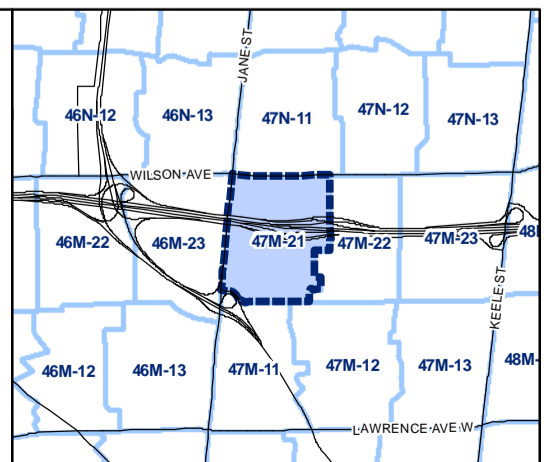 JANE ST
46N-12 46N-13 47N-11 47N-12 47N-13
WILSON AVE
46M-22 46M-23 47M-21 47M-22 47M-23 48M
KEELE ST
46M-12 46M-13 47M-11 47M-12 47M-13 48M-
LAWRENCE AVE W